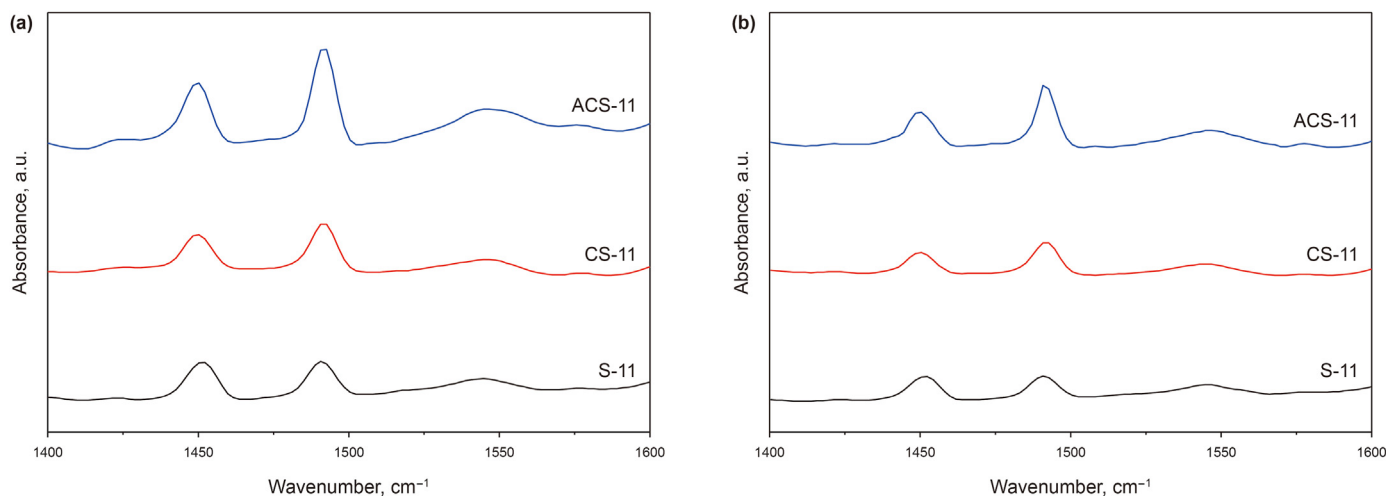 (a)
ACS-11
CS-11
S-11
Absorbance, a.u.
1400 1450 1500 1550 1600
Wavenumber, cm⁻¹
(b)
ACS-11
CS-11
S-11
Absorbance, a.u.
1400 1450 1500 1550 1600
Wavenumber, cm⁻¹